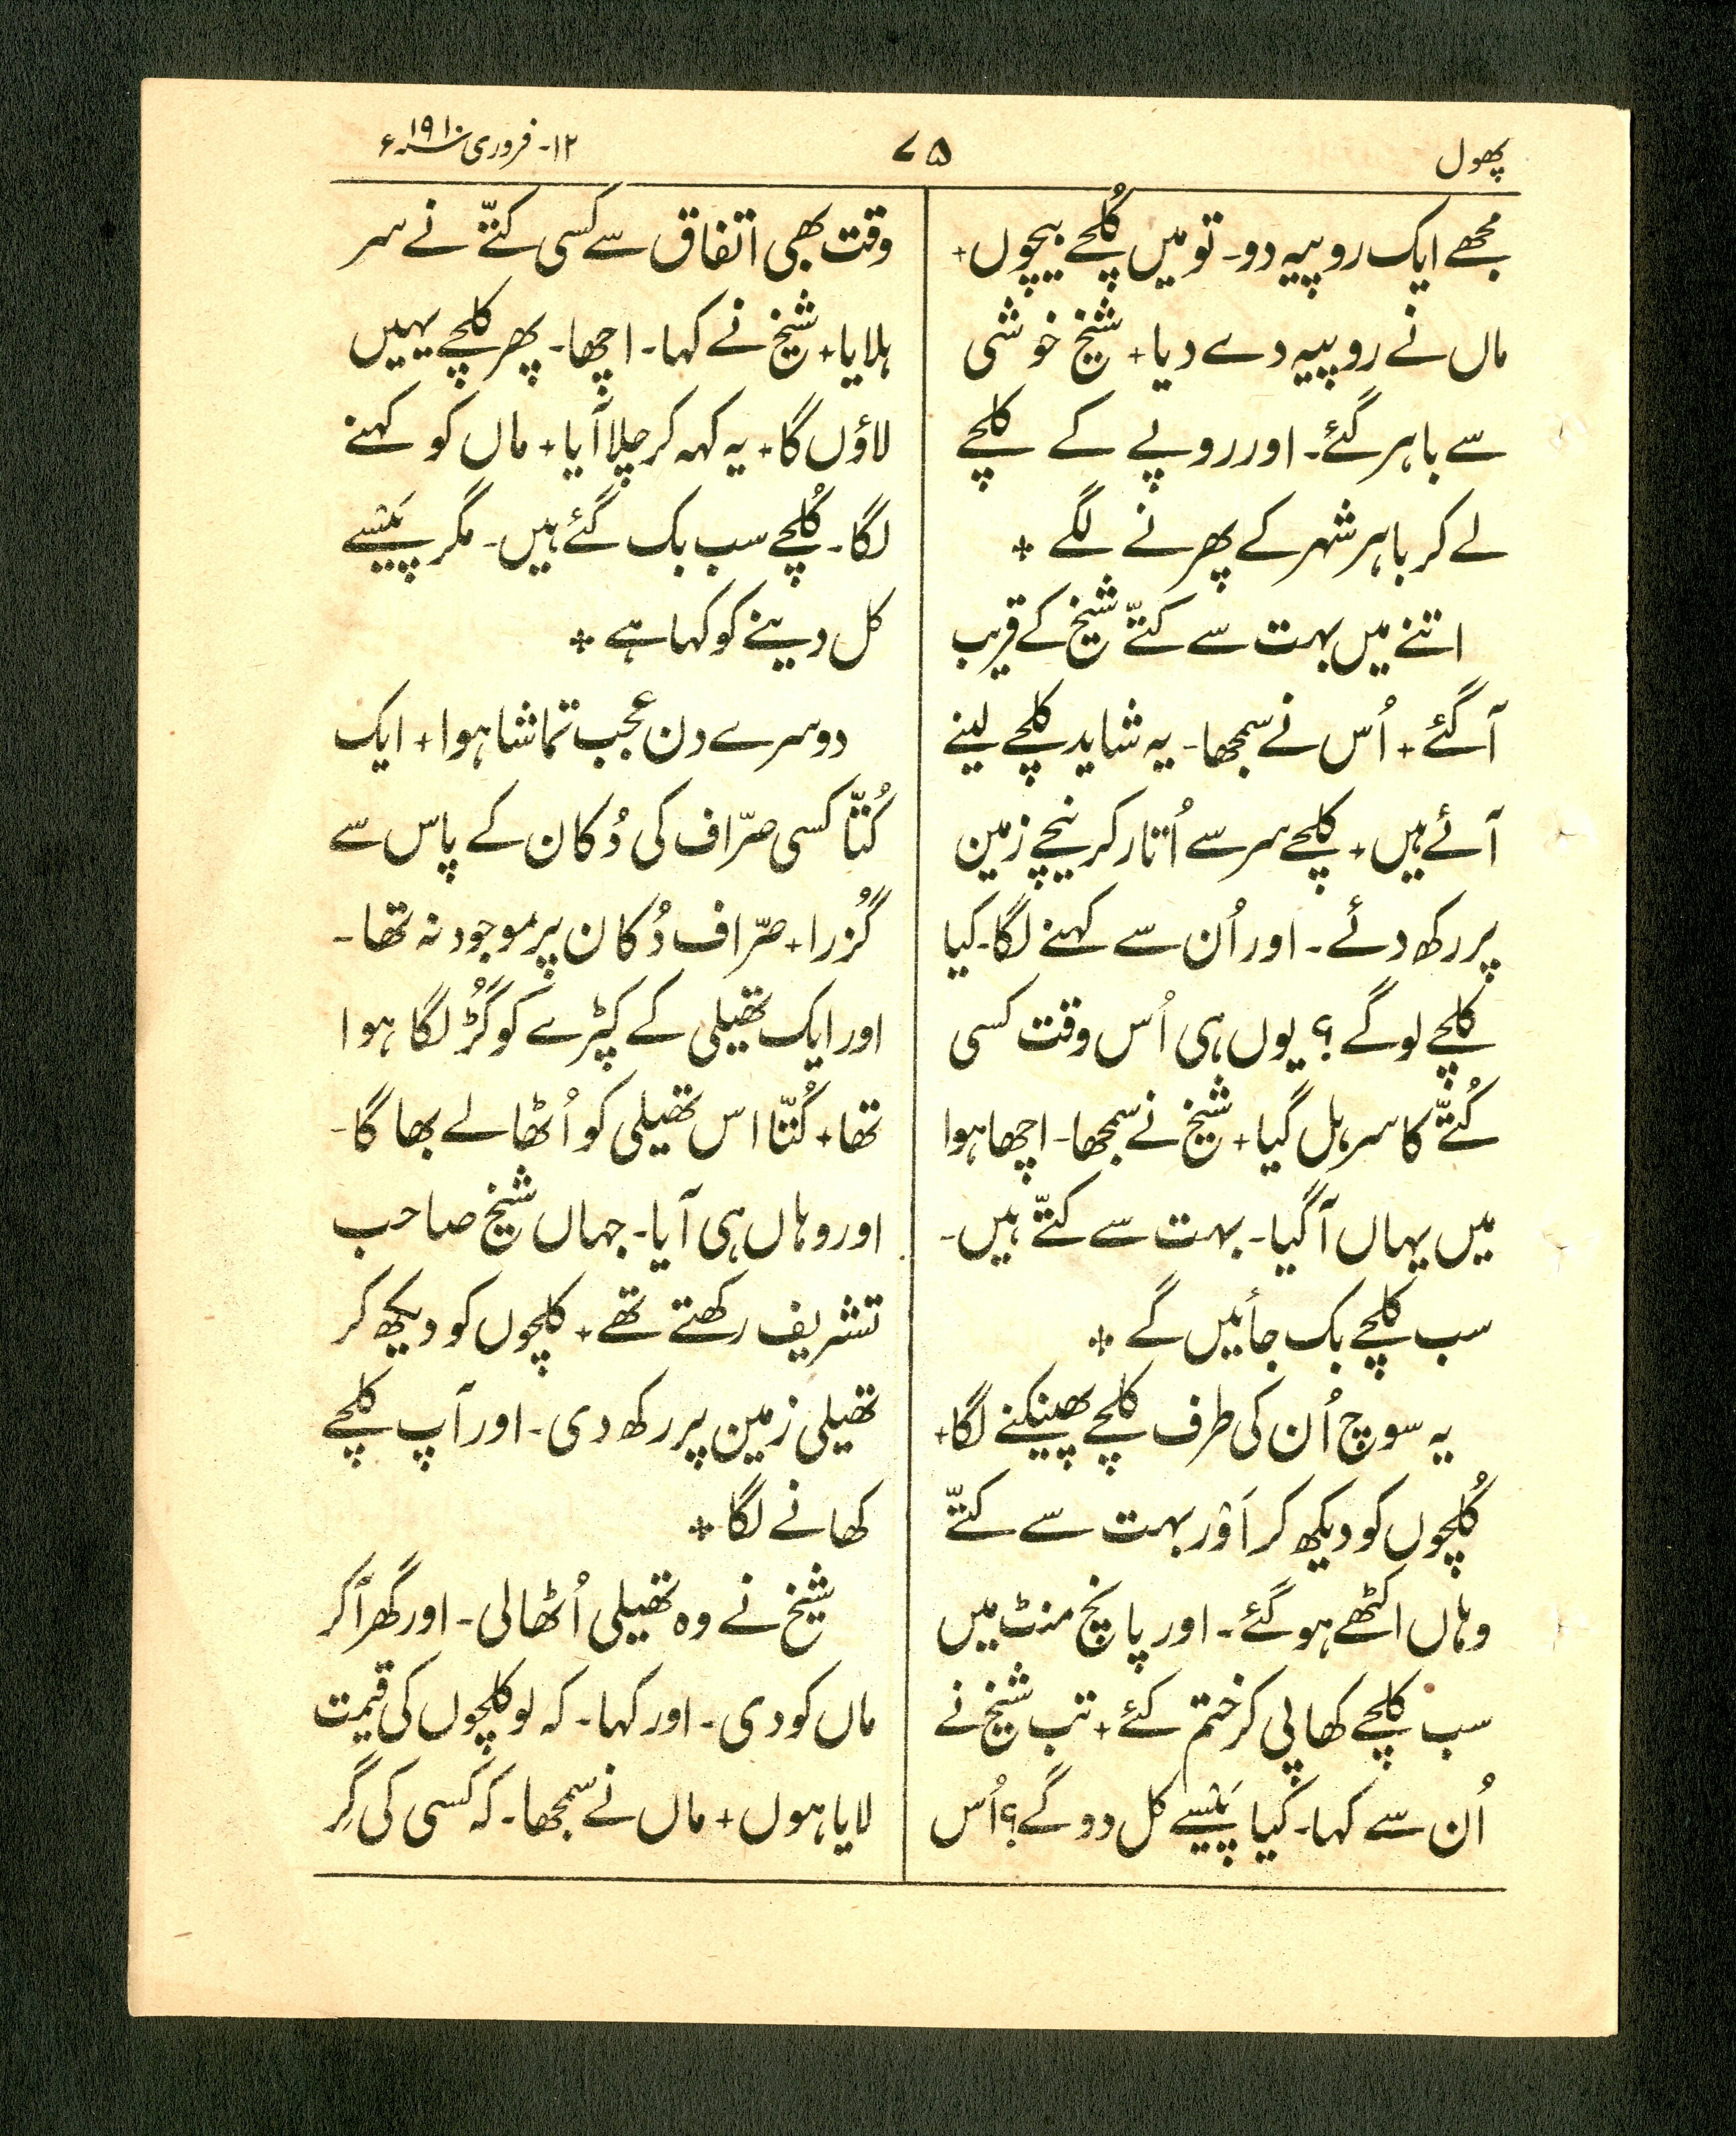 پھول
۷۵
۱۲- فروری ۱۹۱۰ء
مجھے ایک روپیہ دو۔ تو میں کُلچے بیچوں+
ماں نے روپیہ دے دیا+ شیخ خوشی
سے باہر گئے۔ اور روپے کے کلچے
لے کر باہر شہر کے پھرنے لگے ⁘
اتنے میں بہت سے کتّے شیخ کے قریب
آگئے+ اُس نے سمجھا۔ یہ شاید کلچے لینے
آئے ہیں+ کلچے سر سے اُتار کر نیچے زمین
پر رکھ دئے۔ اور اُن سے کہنے لگا۔ کیا
کلچے لوگے؟ یوں ہی اُس وقت کسی
کُتّے کا سر ہل گیا+ شیخ نے سمجھا۔ اچھا ہوا
میں یہاں آگیا۔ بہت سے کتّے ہیں۔
سب کلچے بک جائیں گے ⁘
یہ سوچ اُن کی طرف کلچے پھینکنے لگا+
کُلچوں کو دیکھ کر اَوْر بہت سے کتّے
وہاں اکٹھے ہوگئے۔ اور پانچ منٹ میں
سب کلچے کھا پی کر ختم کئے+ تب شیخ نے
اُن سے کہا۔ کیا پَیْسے کل دو گے؟ اُس
وقت بھی اتفاق سے کسی کتّے نے سر
ہلایا+ شیخ نے کہا۔ اچھا۔ پھر کلچے یہیں
لاؤں گا+ یہ کہہ کر چلا آیا+ ماں کو کہنے
لگا۔ کُلچے سب بک گئے ہیں۔ مگر پَیْسے
کل دینے کو کہا ہے ⁘
دوسرے دن عجب تماشا ہوا+ ایک
کُتّا کسی صرّاف کی دُکان کے پاس سے
گُزرا+ صرّاف دُکان پر موجود نہ تھا۔
اور ایک تھیلی کے کپڑے کو گُڑ لگا ہوا
تھا+ کُتّا اس تھیلی کو اُٹھا لے بھاگا۔
اور وہاں ہی آیا۔ جہاں شیخ صاحب
تشریف رکھتے تھے+ کلچوں کو دیکھ کر
تھیلی زمین پر رکھ دی۔ اور آپ کلچے
کھانے لگا ⁘
شیخ نے وہ تھیلی اُٹھالی۔ اور گھر آکر
ماں کو دی۔ اور کہا۔ کہ لو کلچوں کی قیمت
لایا ہوں+ ماں نے سمجھا۔ کہ کسی کی گِر